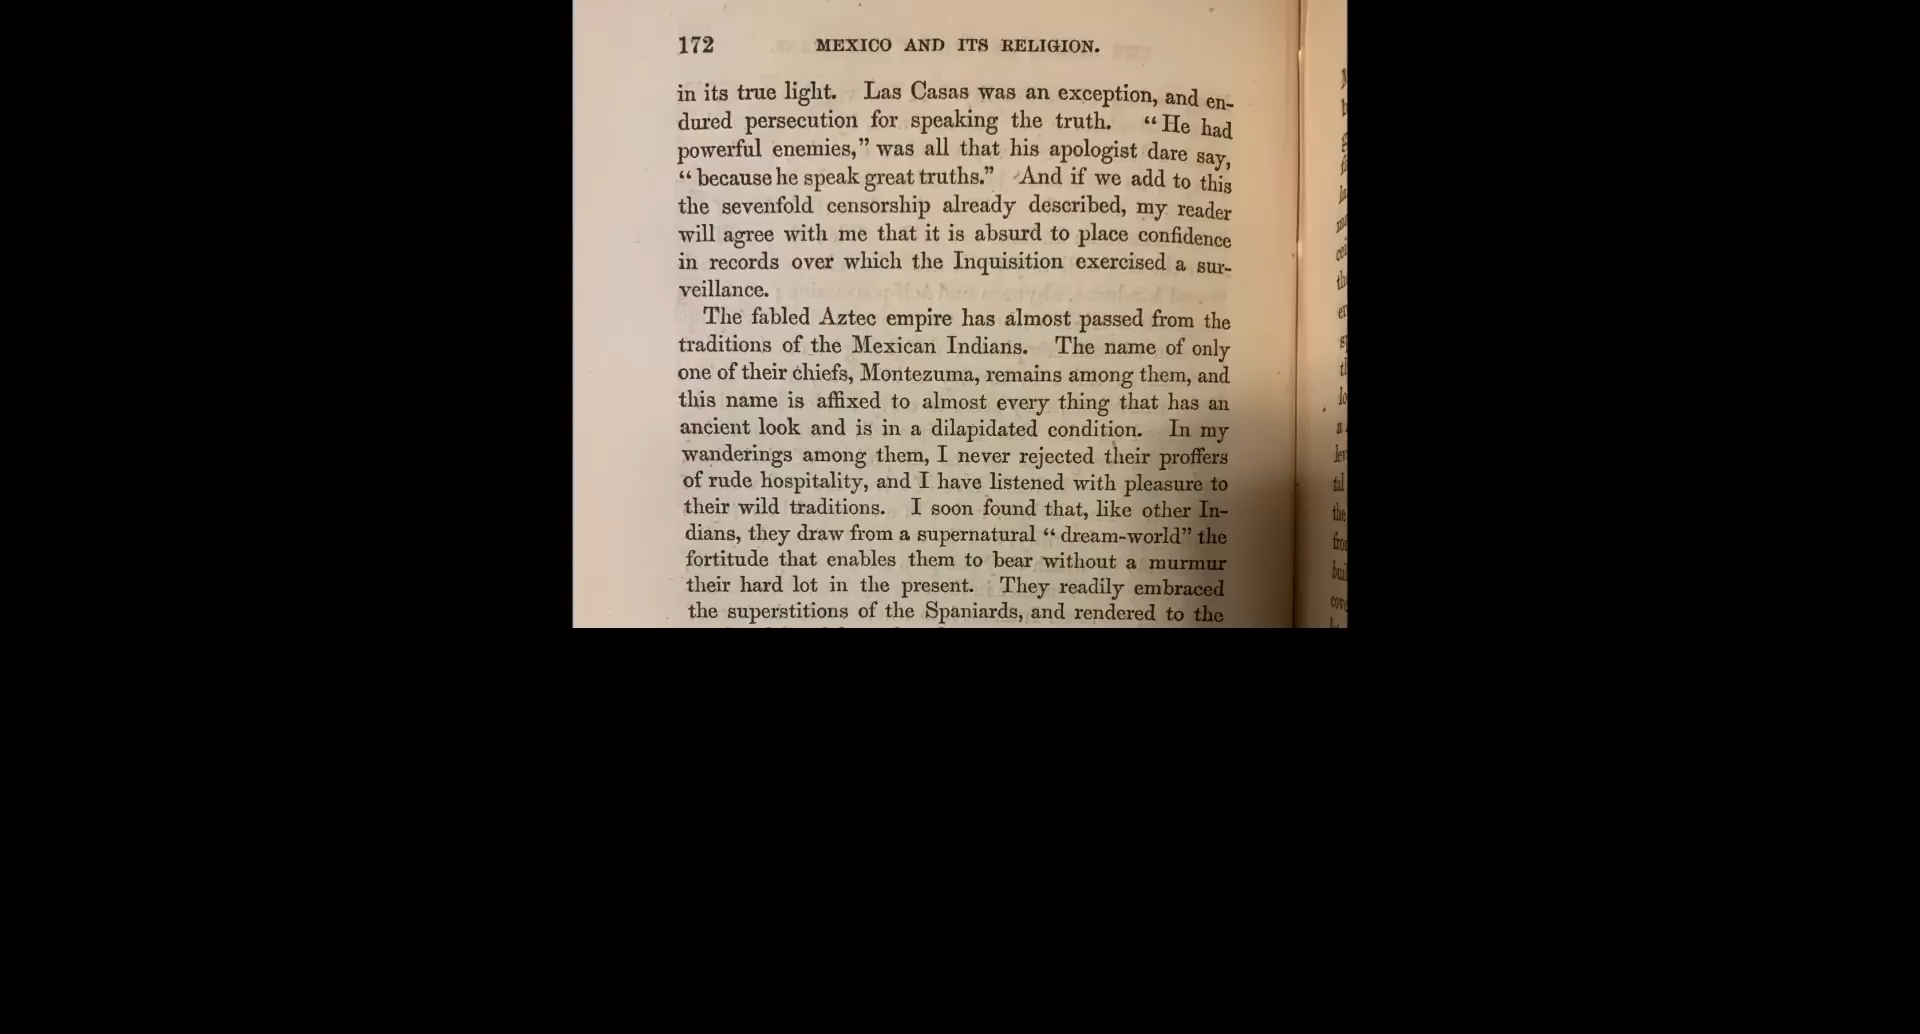 172 MEXICO AND ITS RELIGION.
in its true light. Las Casas was an exception, and en-
dured persecution for speaking the truth. “He had
powerful enemies,” was all that his apologist dare say,
“because he speak great truths.” And if we add to this
the sevenfold censorship already described, my reader
will agree with me that it is absurd to place confidence
in records over which the Inquisition exercised a sur-
veillance.
The fabled Aztec empire has almost passed from the
traditions of the Mexican Indians. The name of only
one of their chiefs, Montezuma, remains among them, and
this name is affixed to almost every thing that has an
ancient look and is in a dilapidated condition. In my
wanderings among them, I never rejected their proffers
of rude hospitality, and I have listened with pleasure to
their wild traditions. I soon found that, like other In-
dians, they draw from a supernatural “dream-world” the
fortitude that enables them to bear without a murmur
their hard lot in the present. They readily embraced
the superstitions of the Spaniards, and rendered to the